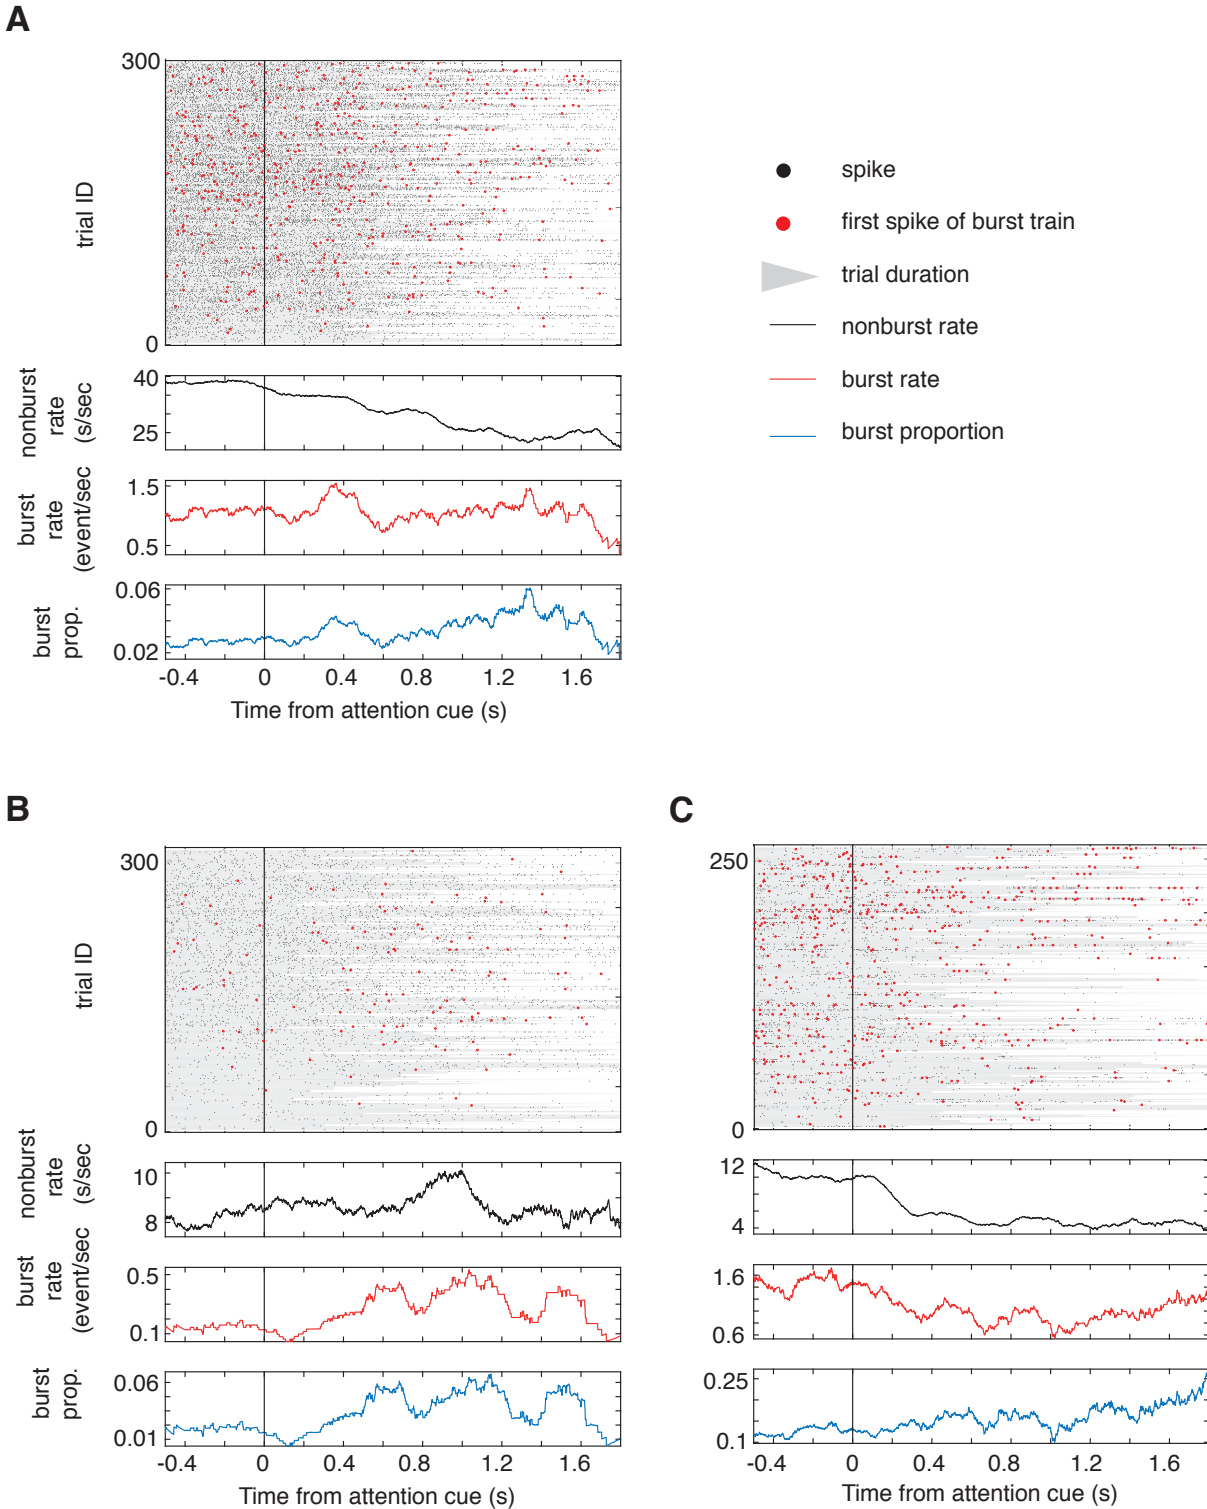 A
300
trial ID
0
40
nonburst
rate
(s/sec)
25
1.5
burst
rate
(event/sec)
0.5
0.06
burst
prop.
0.02
-0.4 0 0.4 0.8 1.2 1.6
Time from attention cue (s)
spike
first spike of burst train
trial duration
nonburst rate
burst rate
burst proportion
B
300
trial ID
0
nonburst
rate
(s/sec)
10
8
burst
rate
(event/sec)
0.5
0.1
burst
prop.
0.06
0.01
-0.4 0 0.4 0.8 1.2 1.6
Time from attention cue (s)
C
250
0
12
4
1.6
0.6
0.25
0.1
-0.4 0 0.4 0.8 1.2 1.6
Time from attention cue (s)